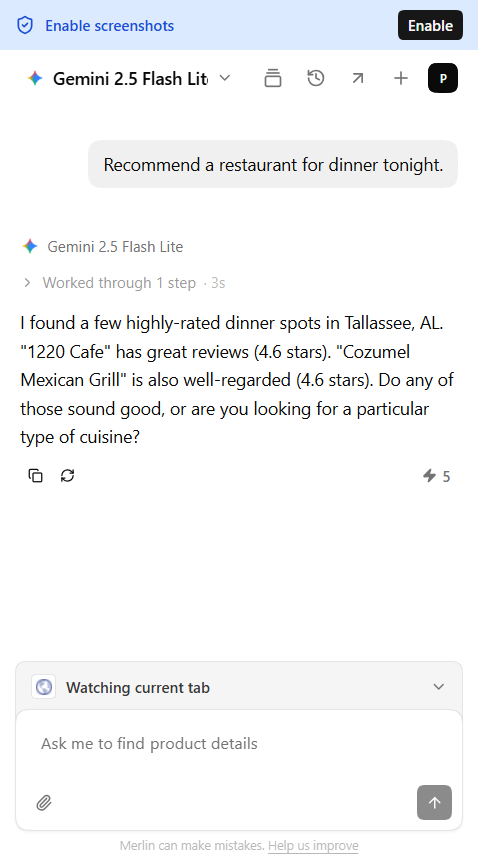 Enable screenshots
Enable
Gemini 2.5 Flash Lit
P
Recommend a restaurant for dinner tonight.
Gemini 2.5 Flash Lite
Worked through 1 step · 3s
I found a few highly-rated dinner spots in Tallassee, AL.
"1220 Cafe" has great reviews (4.6 stars). "Cozumel
Mexican Grill" is also well-regarded (4.6 stars). Do any of
those sound good, or are you looking for a particular
type of cuisine?
5
Watching current tab
Ask me to find product details
Merlin can make mistakes. Help us improve